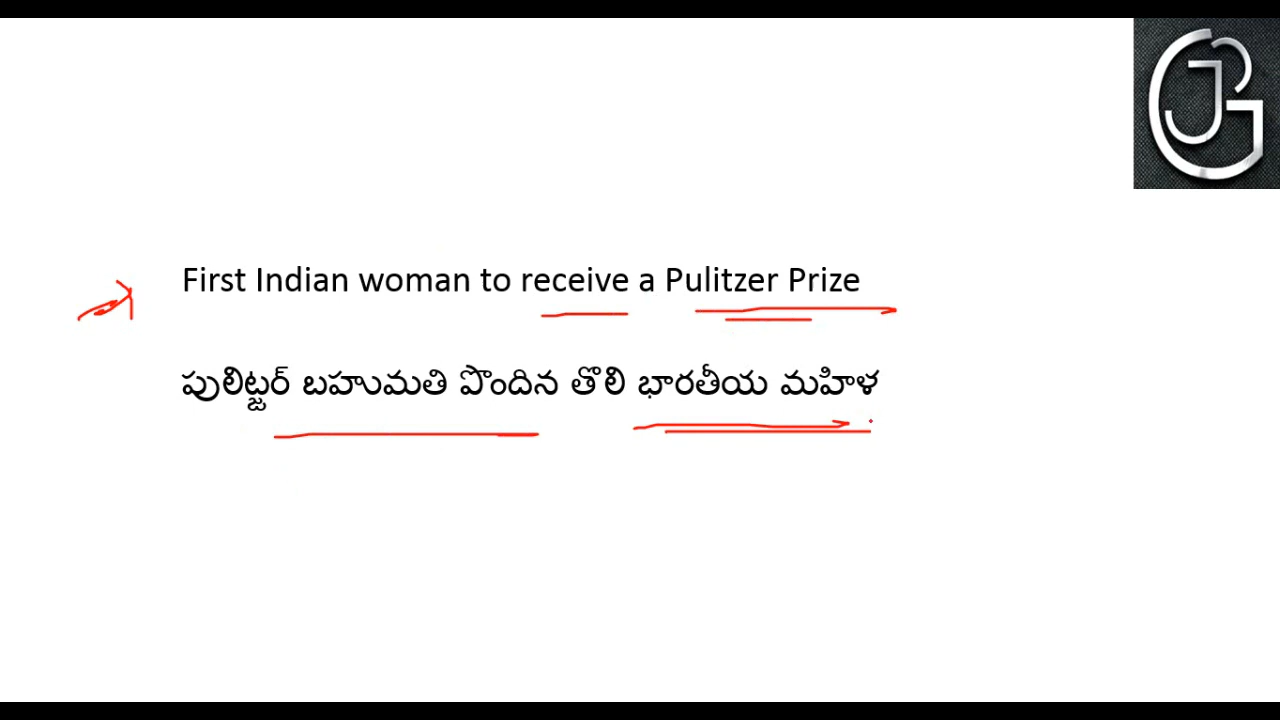 First Indian woman to receive a Pulitzer Prize
పులిట్జర్ బహుమతి పొందిన తొలి భారతీయ మహిళ